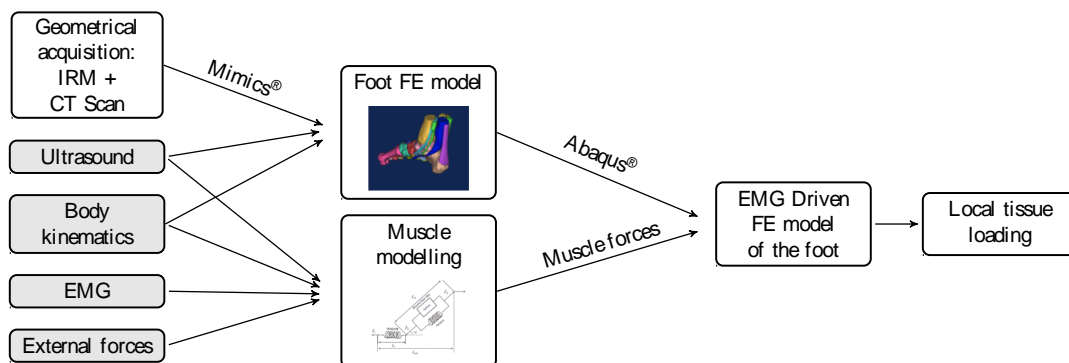 Geometrical
acquisition:
IRM +
CT Scan
Ultrasound
Body
kinematics
EMG
External forces
Mimics®
Foot FE model
Muscle
modelling
Abaqus®
Muscle forces
EMG Driven
FE model
of the foot
Local tissue
loading